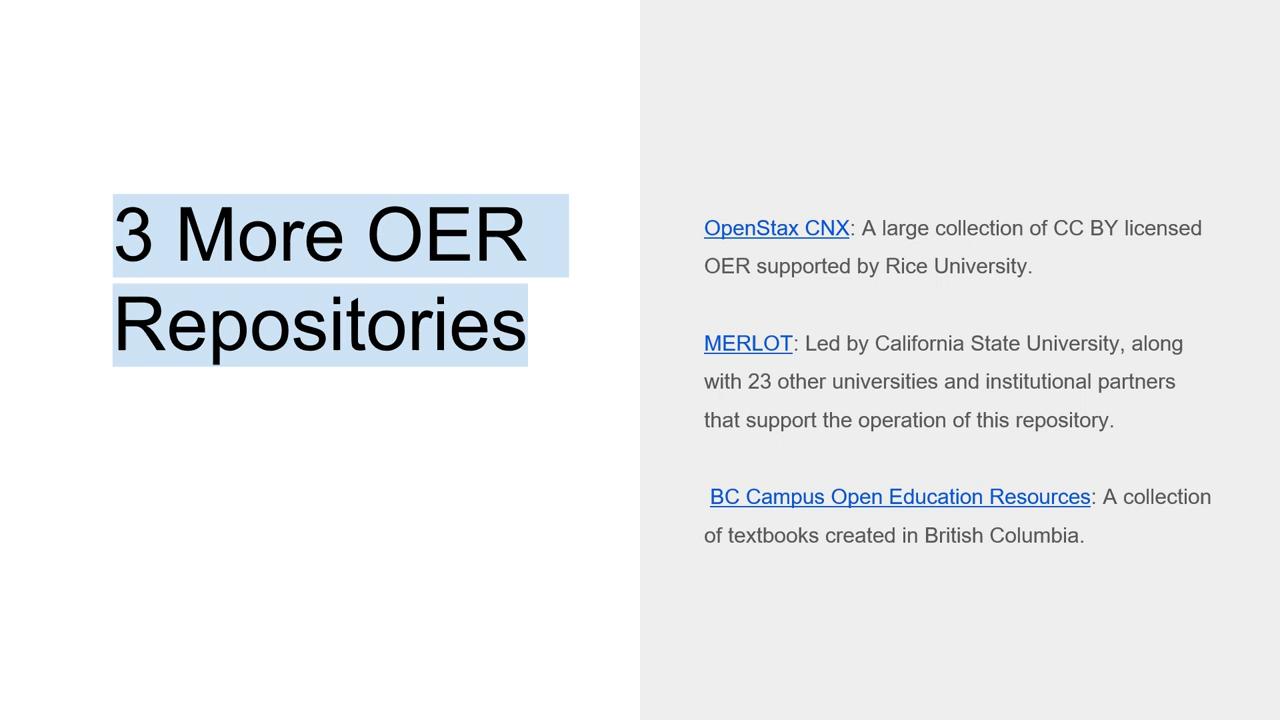 3 More OER
Repositories
OpenStax CNX: A large collection of CC BY licensed
OER supported by Rice University.
MERLOT: Led by California State University, along
with 23 other universities and institutional partners
that support the operation of this repository.
BC Campus Open Education Resources: A collection
of textbooks created in British Columbia.